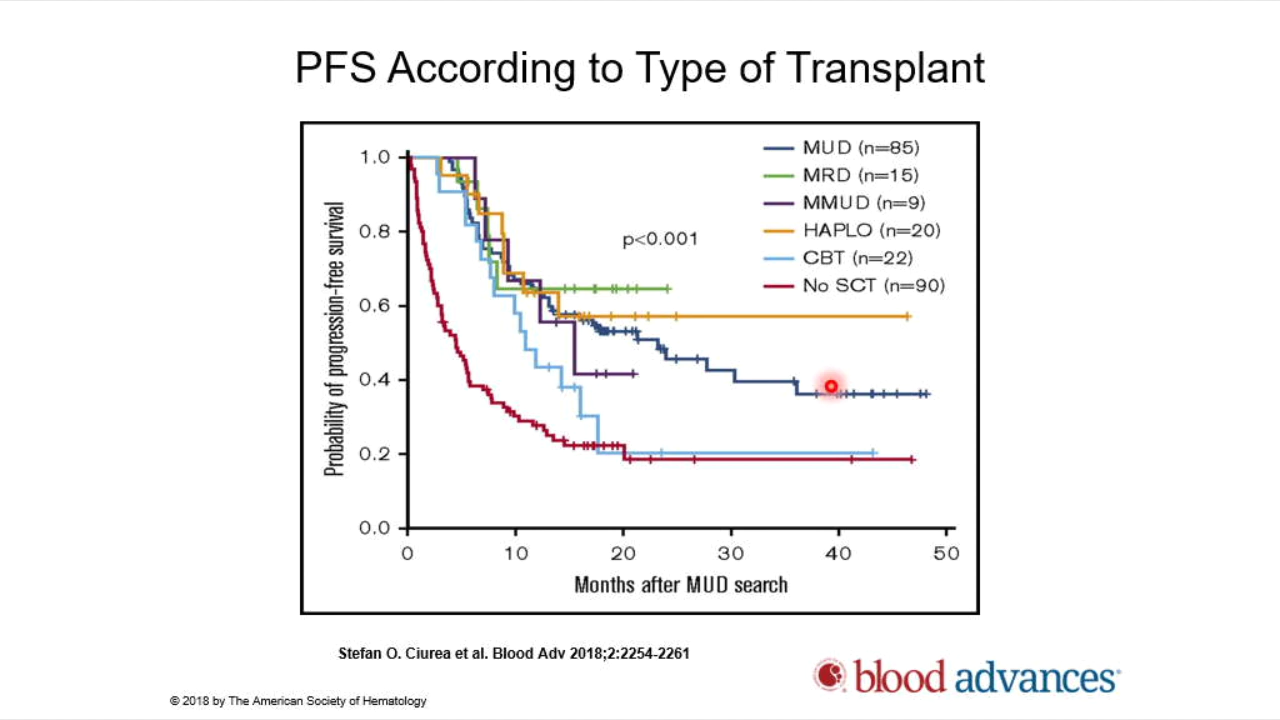 PFS According to Type of Transplant
MUD (n=85)
MRD (n=15)
MMUD (n=9)
HAPLO (n=20)
CBT (n=22)
No SCT (n=90)
p<0.001
Probability of progression-free survival
1.0
0.8
0.6
0.4
0.2
0.0
0 10 20 30 40 50
Months after MUD search
Stefan O. Ciurea et al. Blood Adv 2018;2:2254-2261
blood advances
© 2018 by The American Society of Hematology